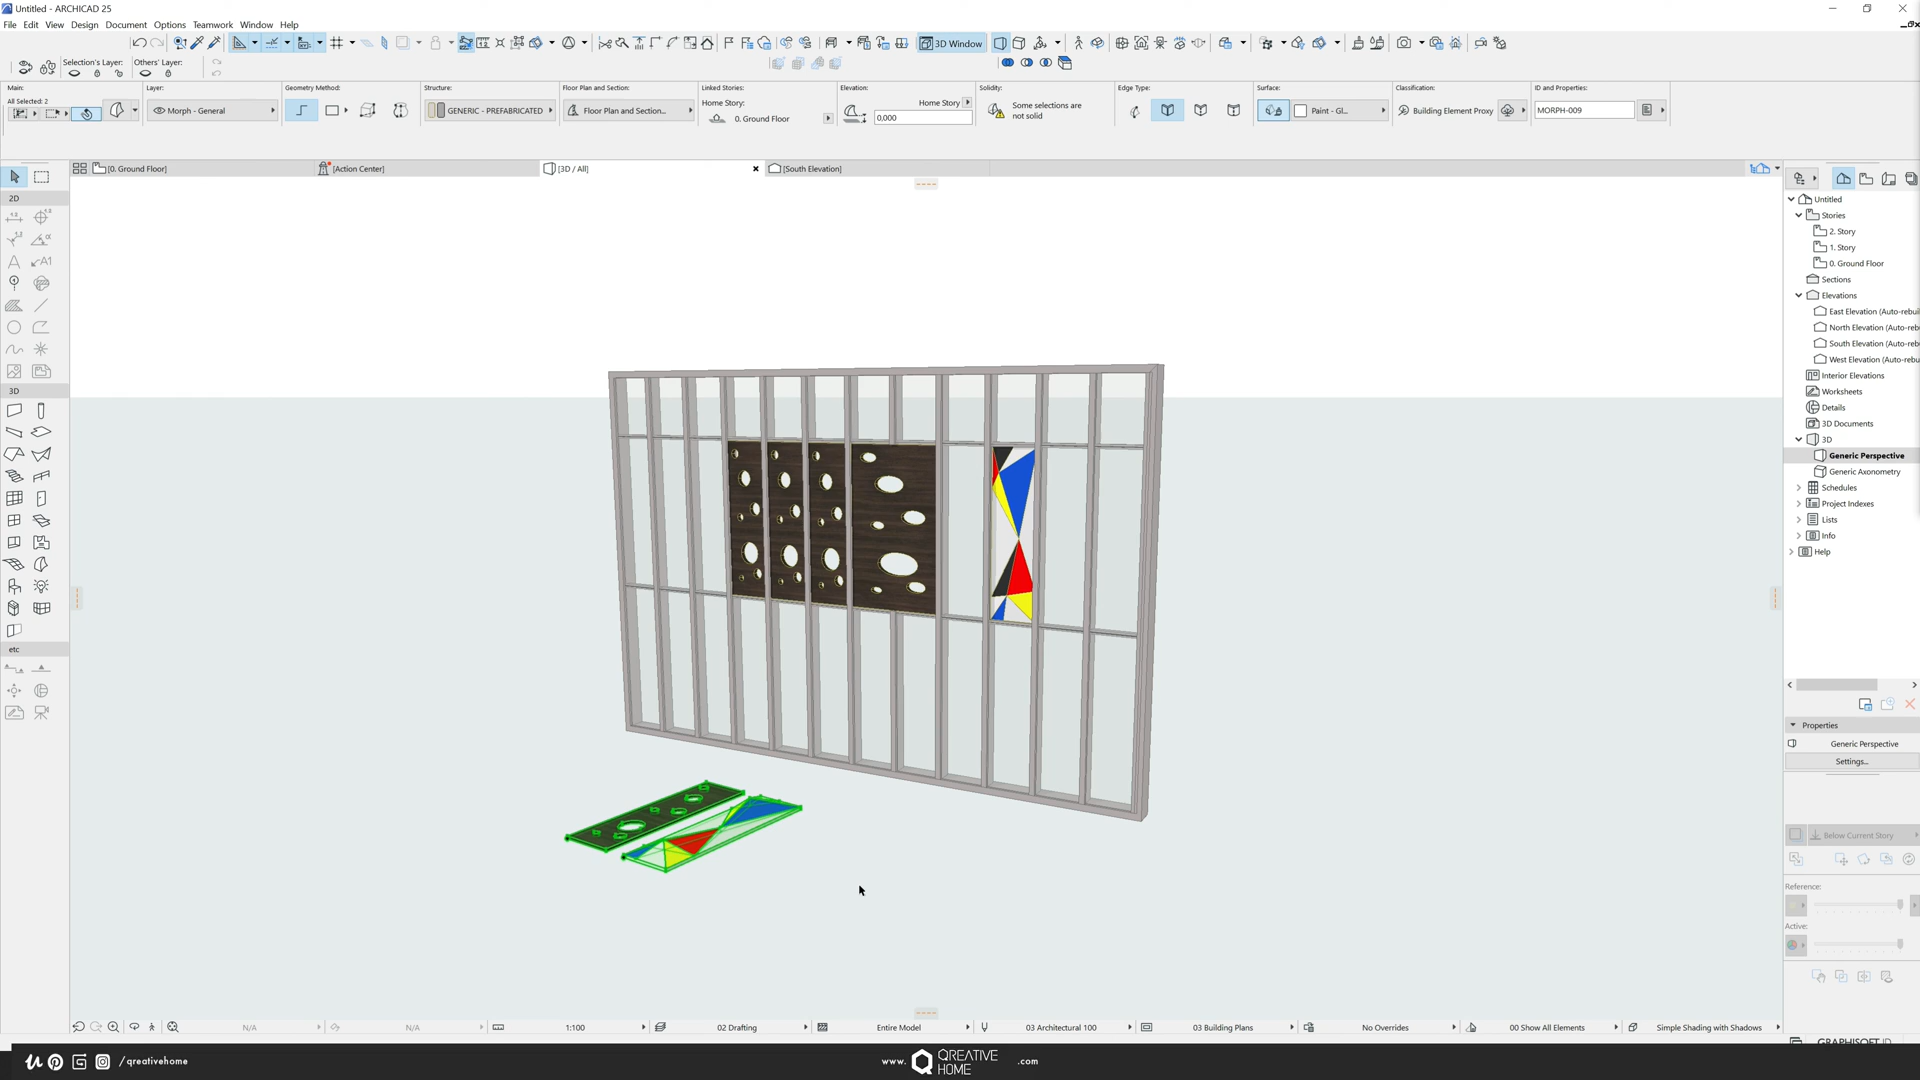 Untitled - ARCHICAD 25
File Edit View Design Document Options Teamwork Window Help
3D Window
Selection's Layer: Others' Layer:
Main: Layer: Geometry Method: Structure: Floor Plan and Section: Linked Stories: Elevation: Solidity: Edge Type: Surface: Classification: ID and Properties:
All Selected: 2
Home Story: Home Story
Morph - General GENERIC - PREFABRICATED Floor Plan and Section... 0. Ground Floor 0,000 Some selections are not solid Paint - Gl... Building Element Proxy MORPH-009
[0. Ground Floor] [Action Center] [3D / All] [South Elevation]
2D
3D
etc
Untitled
Stories
2. Story
1. Story
0. Ground Floor
Sections
Elevations
East Elevation (Auto-rebui
North Elevation (Auto-reb
South Elevation (Auto-reb
West Elevation (Auto-rebu
Interior Elevations
Worksheets
Details
3D Documents
3D
Generic Perspective
Generic Axonometry
Schedules
Project Indexes
Lists
Info
Help
Properties
Generic Perspective
Settings...
Below Current Story
Reference:
Active:
N/A N/A 1:100 02 Drafting Entire Model 03 Architectural 100 03 Building Plans No Overrides 00 Show All Elements Simple Shading with Shadows
GRAPHISOFT ID
/qreativehome
www. QREATIVE HOME .com